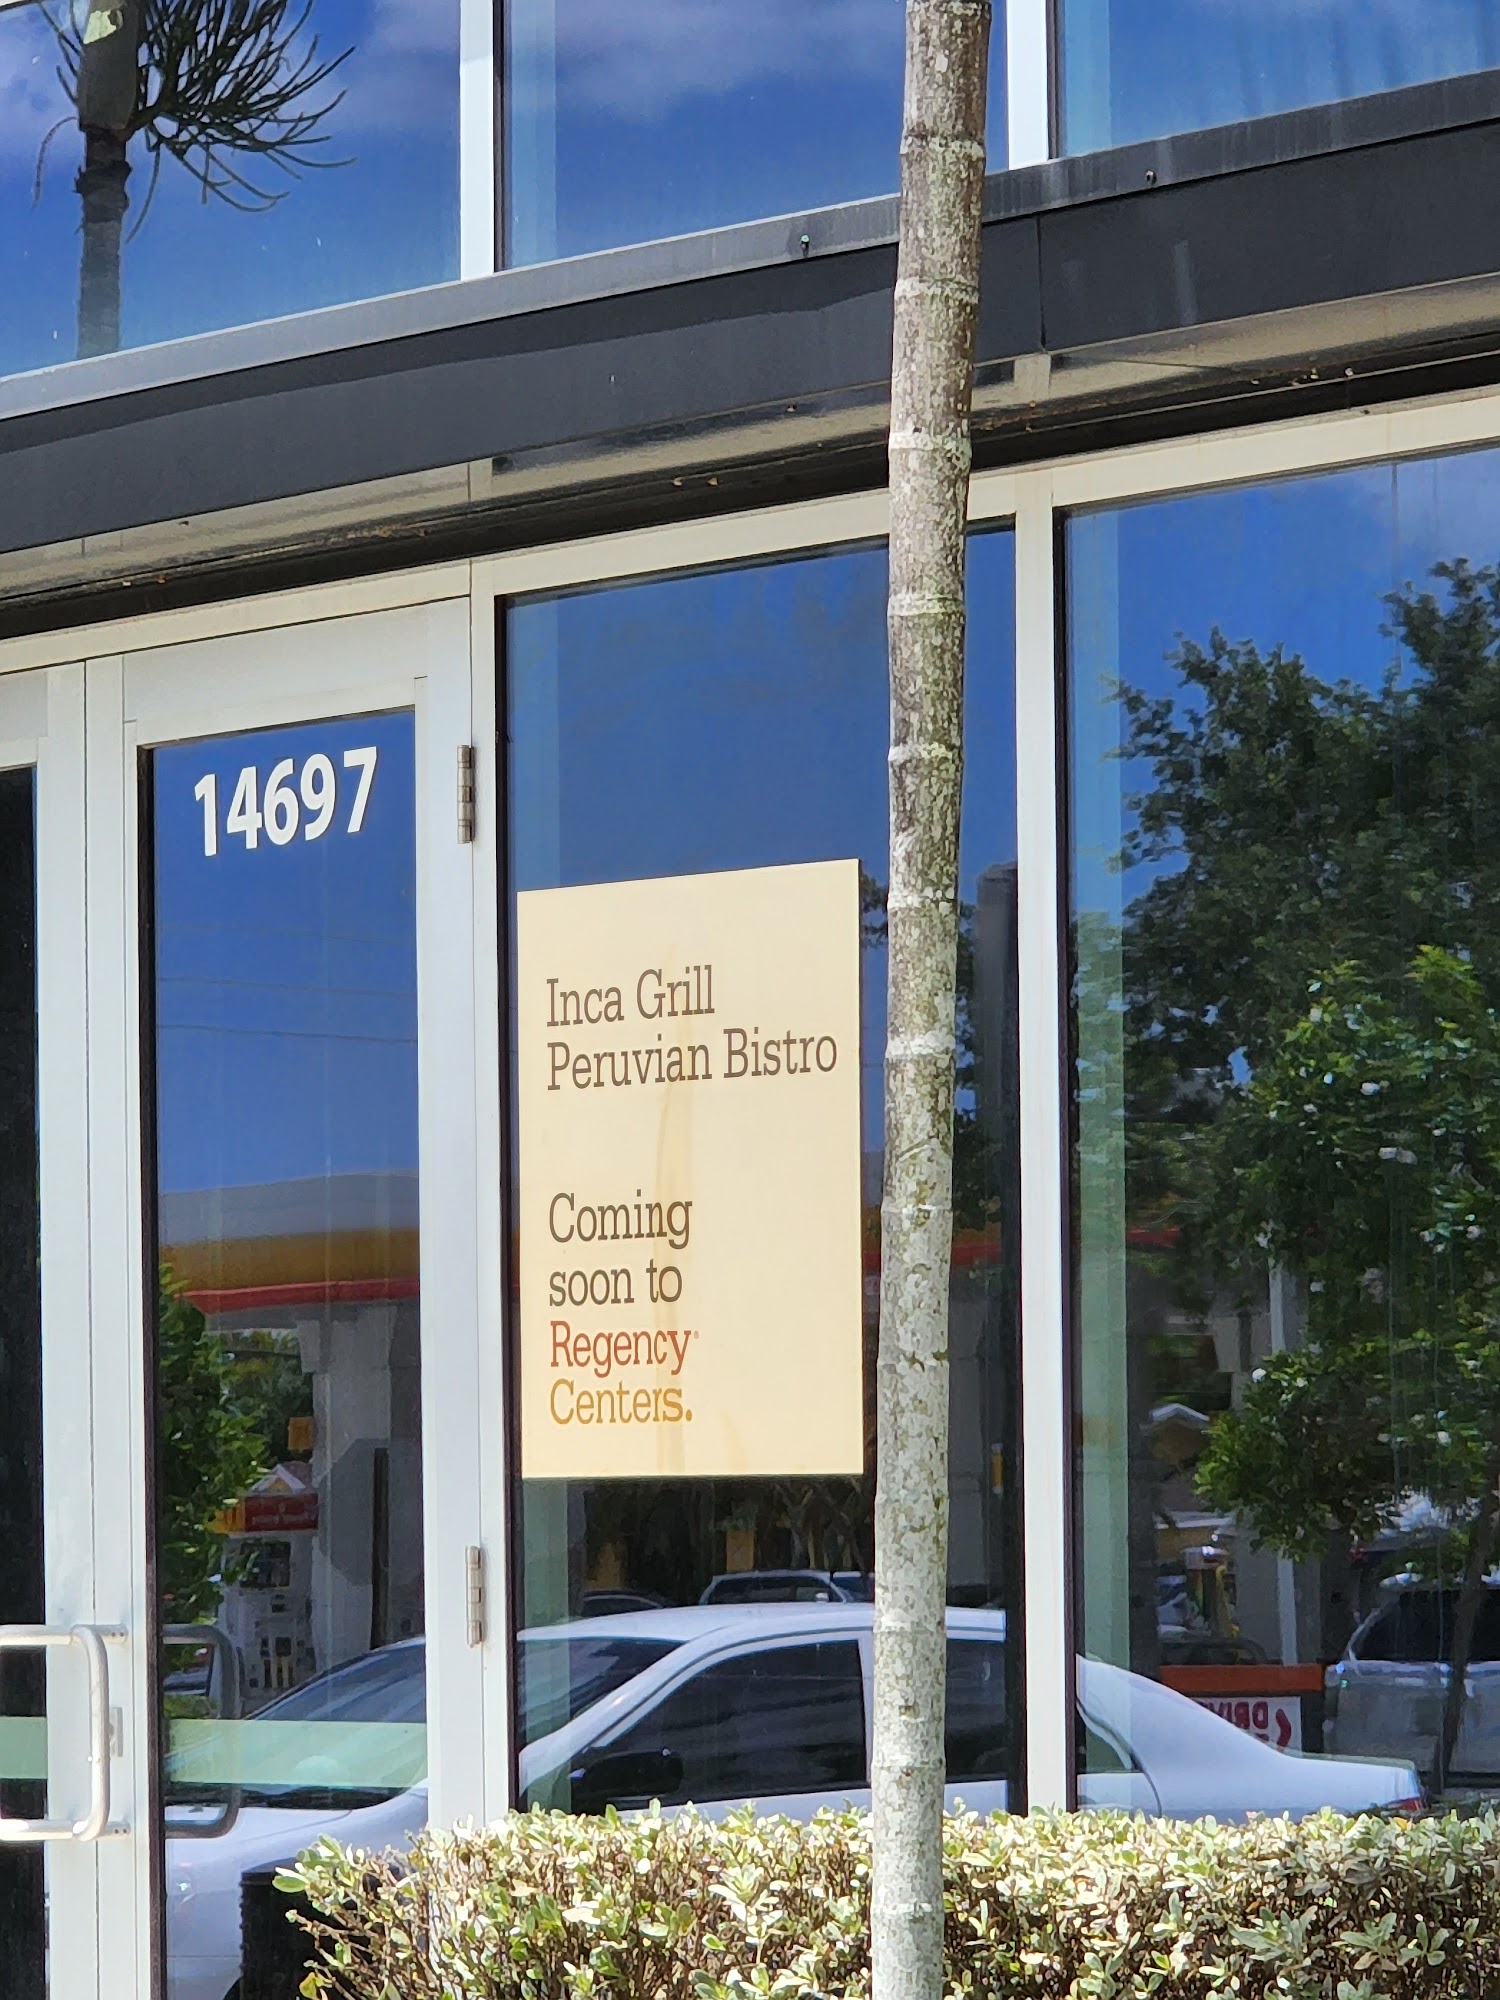 14697
Inca Grill
Peruvian Bistro
Coming
soon to
Regency®
Centers.